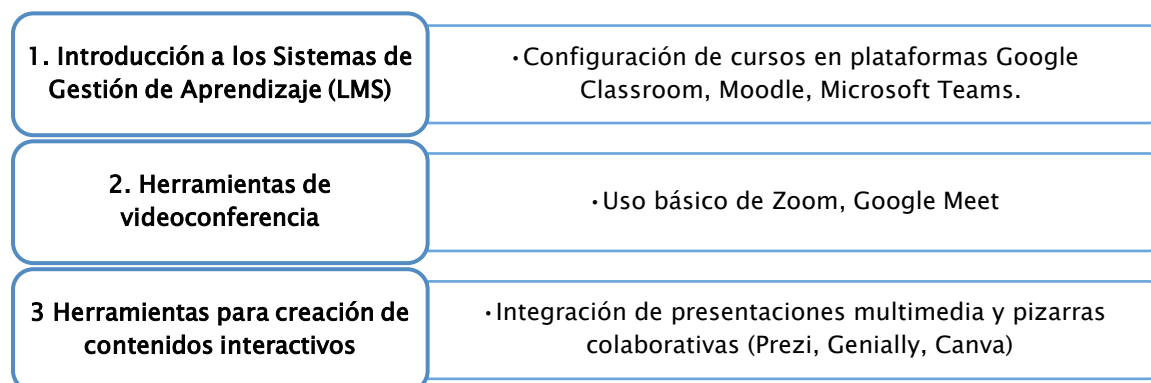 1. Introducción a los Sistemas de
Gestión de Aprendizaje (LMS)
•Configuración de cursos en plataformas Google
Classroom, Moodle, Microsoft Teams.
2. Herramientas de
videoconferencia
•Uso básico de Zoom, Google Meet
3 Herramientas para creación de
contenidos interactivos
•Integración de presentaciones multimedia y pizarras
colaborativas (Prezi, Genially, Canva)